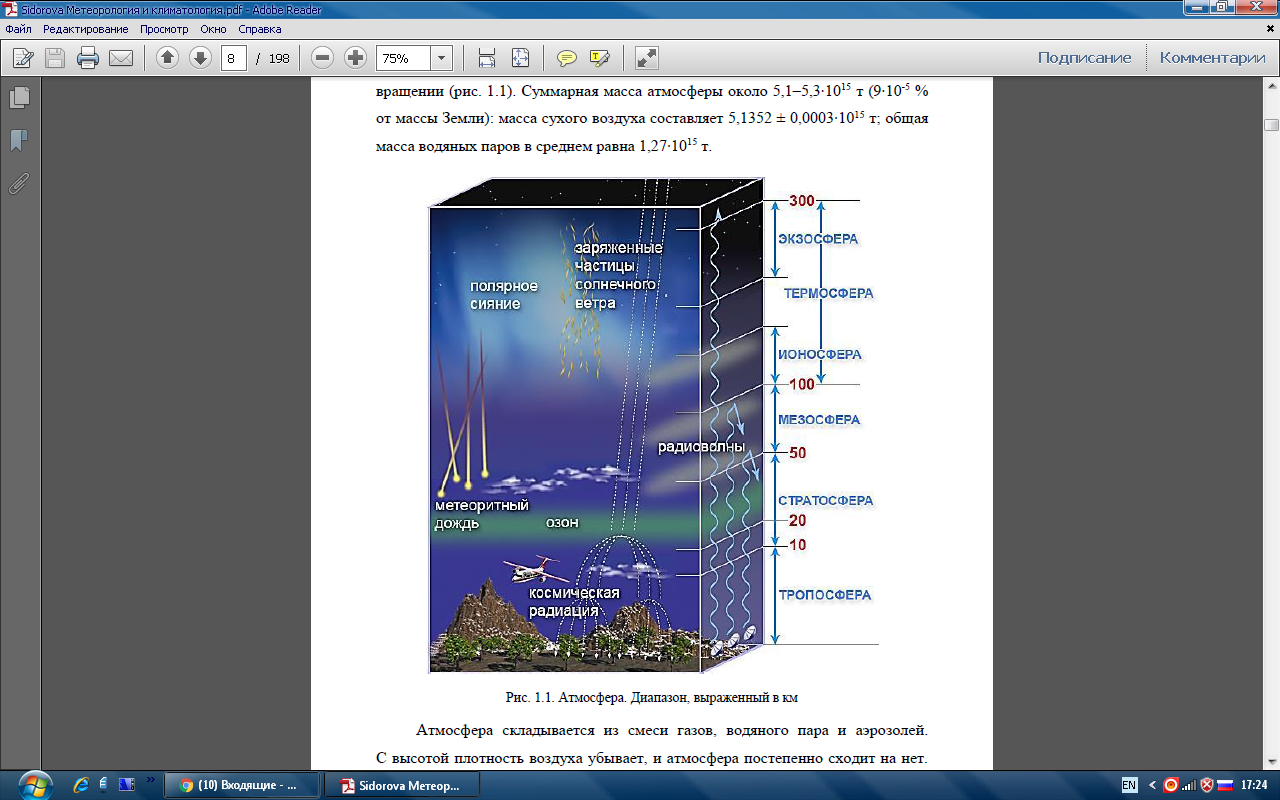 Sidorova Метеорология и климатология.pdf - Adobe Reader
Файл Редактирование Просмотр Окно Справка
8 / 198 75% Подписание Комментарии
вращении (рис. 1.1). Суммарная масса атмосферы около 5,1–5,3∙10¹⁵ т (9∙10⁻⁵ %
от массы Земли): масса сухого воздуха составляет 5,1352 ± 0,0003∙10¹⁵ т; общая
масса водяных паров в среднем равна 1,27∙10¹⁵ т.
300
ЭКЗОСФЕРА
заряженные
частицы
солнечного
ветра
полярное
сияние
ТЕРМОСФЕРА
ИОНОСФЕРА
100
МЕЗОСФЕРА
радиоволны
50
СТРАТОСФЕРА
метеоритный
дождь
озон
20
10
космическая
радиация
ТРОПОСФЕРА
Рис. 1.1. Атмосфера. Диапазон, выраженный в км
Атмосфера складывается из смеси газов, водяного пара и аэрозолей.
С высотой плотность воздуха убывает, и атмосфера постепенно сходит на нет.
(10) Входящие - ... Sidorova Метеор... EN 17:24